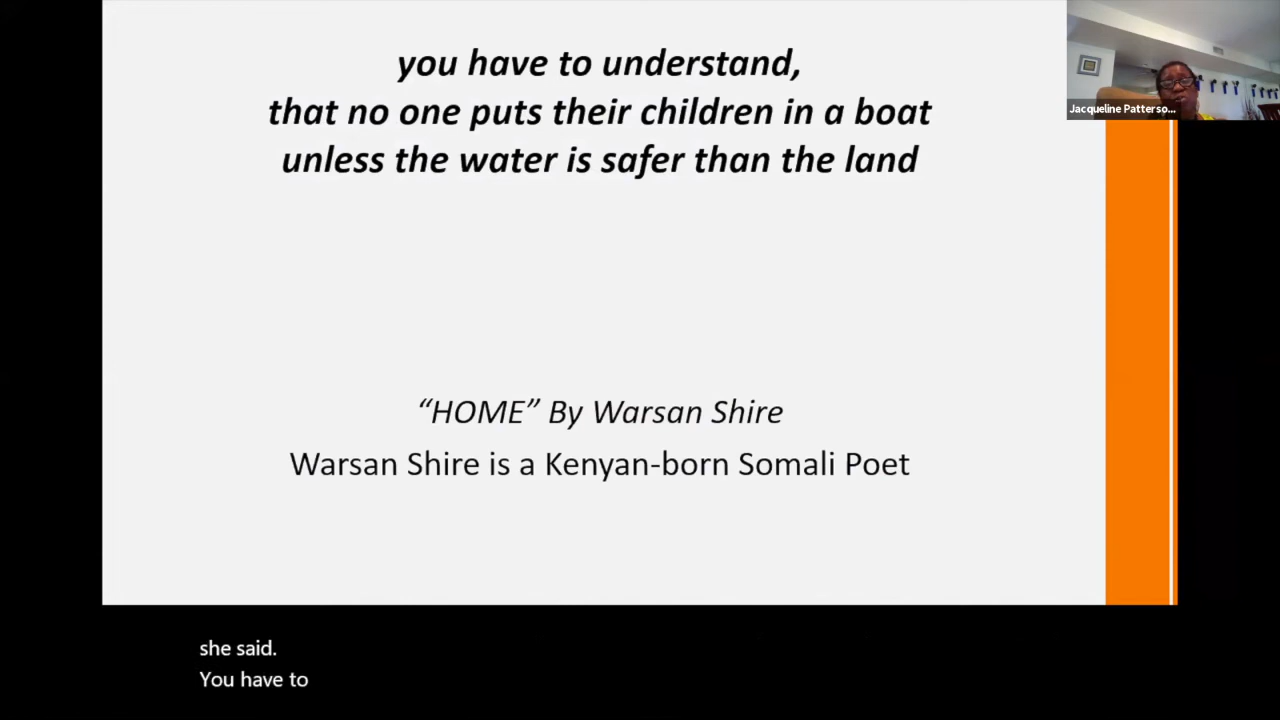 you have to understand,
that no one puts their children in a boat
unless the water is safer than the land
Jacqueline Patterso...
“HOME” By Warsan Shire
Warsan Shire is a Kenyan-born Somali Poet
she said.
You have to